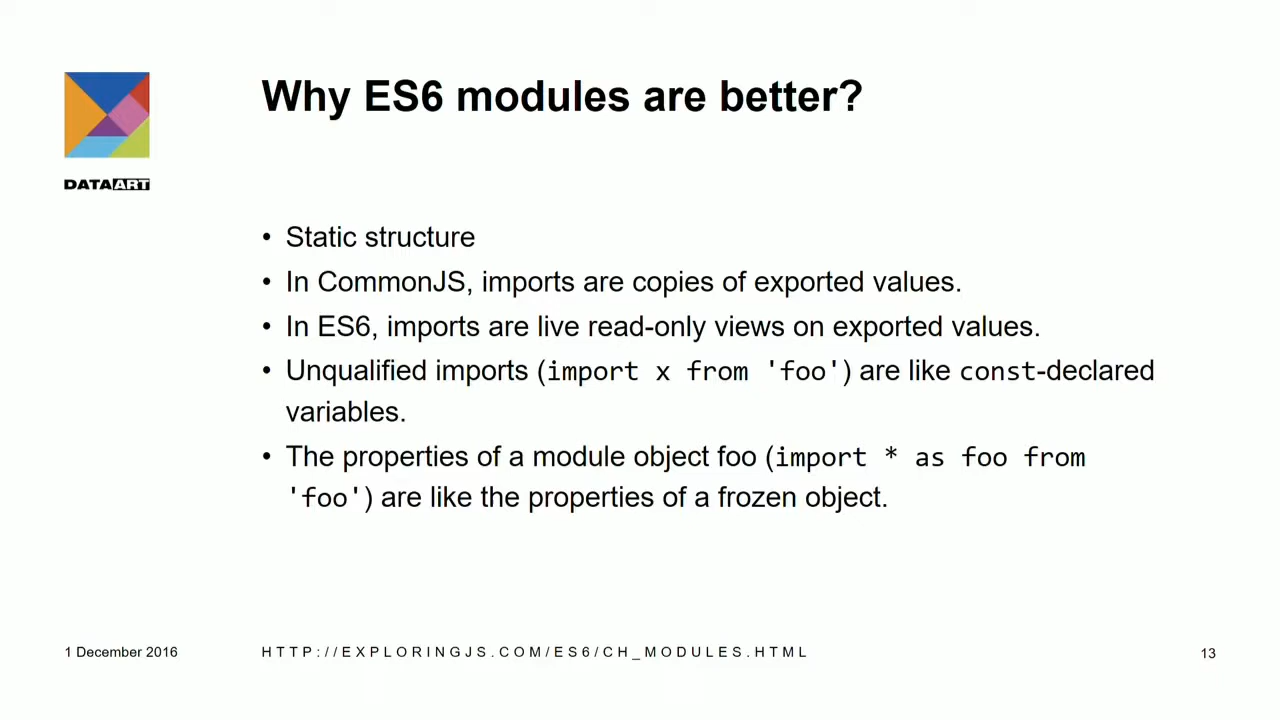 DATAART
Why ES6 modules are better?
• Static structure
• In CommonJS, imports are copies of exported values.
• In ES6, imports are live read-only views on exported values.
• Unqualified imports (import x from 'foo') are like const-declared
variables.
• The properties of a module object foo (import * as foo from
'foo') are like the properties of a frozen object.
1 December 2016
HTTP://EXPLORINGJS.COM/ES6/CH_MODULES.HTML
13